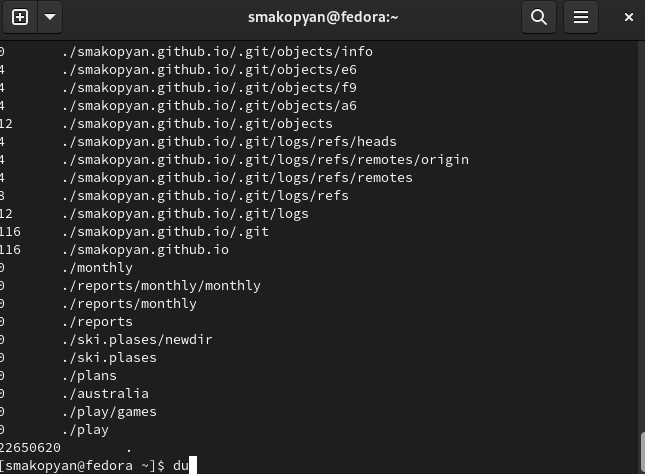 smakopyan@fedora:~
0 ./smakopyan.github.io/.git/objects/info
4 ./smakopyan.github.io/.git/objects/e6
4 ./smakopyan.github.io/.git/objects/f9
4 ./smakopyan.github.io/.git/objects/a6
12 ./smakopyan.github.io/.git/objects
4 ./smakopyan.github.io/.git/logs/refs/heads
4 ./smakopyan.github.io/.git/logs/refs/remotes/origin
4 ./smakopyan.github.io/.git/logs/refs/remotes
8 ./smakopyan.github.io/.git/logs/refs
12 ./smakopyan.github.io/.git/logs
116 ./smakopyan.github.io/.git
116 ./smakopyan.github.io
0 ./monthly
0 ./reports/monthly/monthly
0 ./reports/monthly
0 ./reports
0 ./ski.plases/newdir
0 ./ski.plases
0 ./plans
0 ./australia
0 ./play/games
0 ./play
22650620 .
[smakopyan@fedora ~]$ du